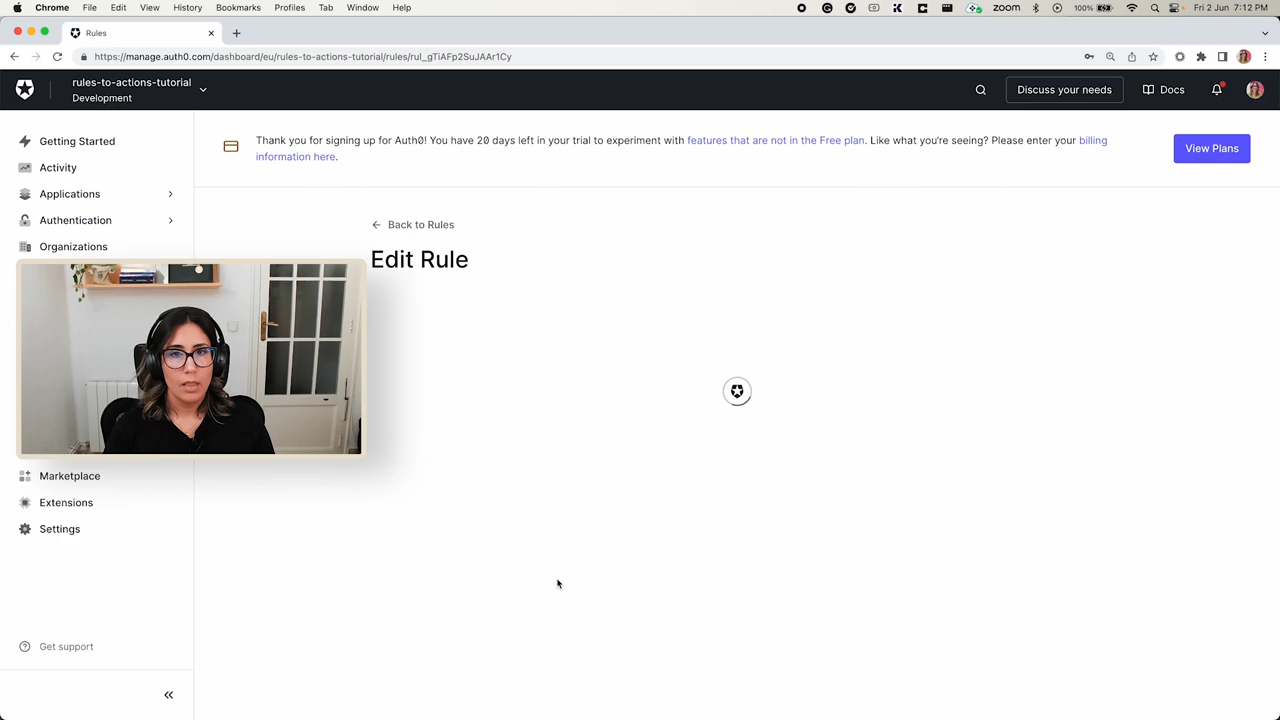 Chrome File Edit View History Bookmarks Profiles Tab Window Help zoom 100% Fri 2 Jun 7:12 PM
Rules
https://manage.auth0.com/dashboard/eu/rules-to-actions-tutorial/rules/rul_gTiAFp2SuJAAr1Cy
rules-to-actions-tutorial
Development
Discuss your needs
Docs
Getting Started
Activity
Applications
Authentication
Organizations
Marketplace
Extensions
Settings
Get support
Thank you for signing up for Auth0! You have 20 days left in your trial to experiment with features that are not in the Free plan. Like what you're seeing? Please enter your billing
information here.
View Plans
Back to Rules
Edit Rule